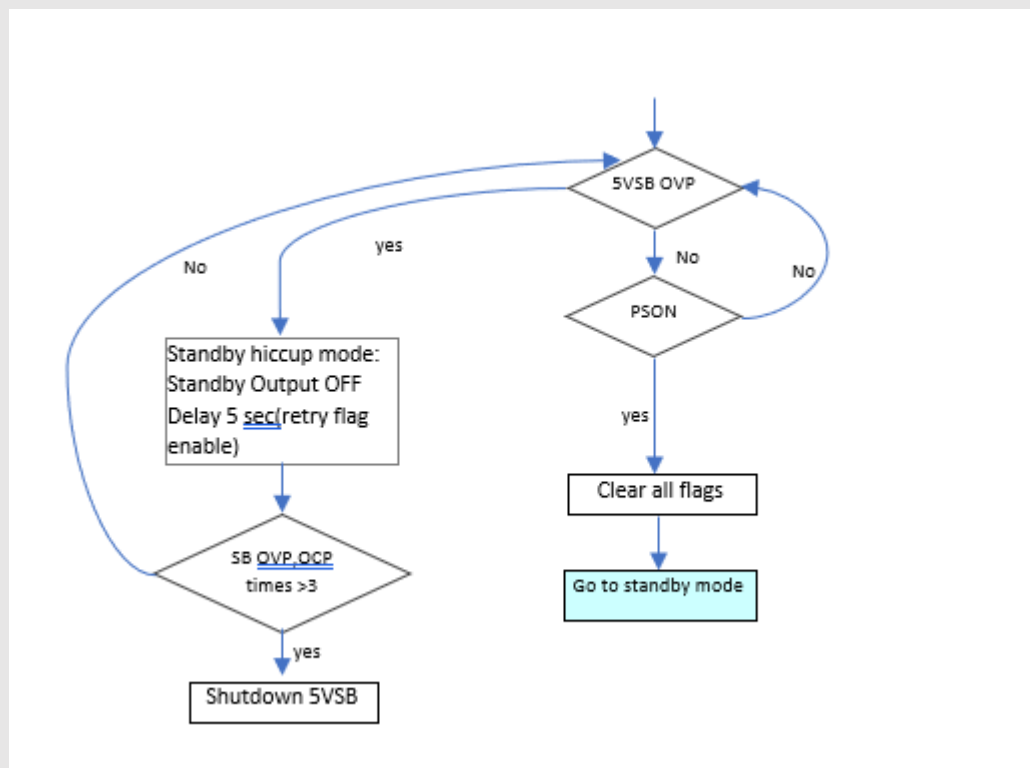 5VSB OVP
yes
No
No
No
PSON
Standby hiccup mode:
Standby Output OFF
Delay 5 sec(retry flag
enable)
yes
Clear all flags
SB OVP,OCP
times >3
Go to standby mode
yes
Shutdown 5VSB